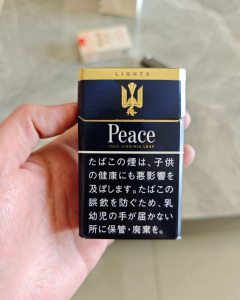 LIGHTS
Peace
100% VIRGINIA LEAF
たばこの煙は、子供
の健康にも悪影響を
及ぼします。たばこの
誤飲を防ぐため、乳
幼児の手が届かない
所に保管・廃棄を。